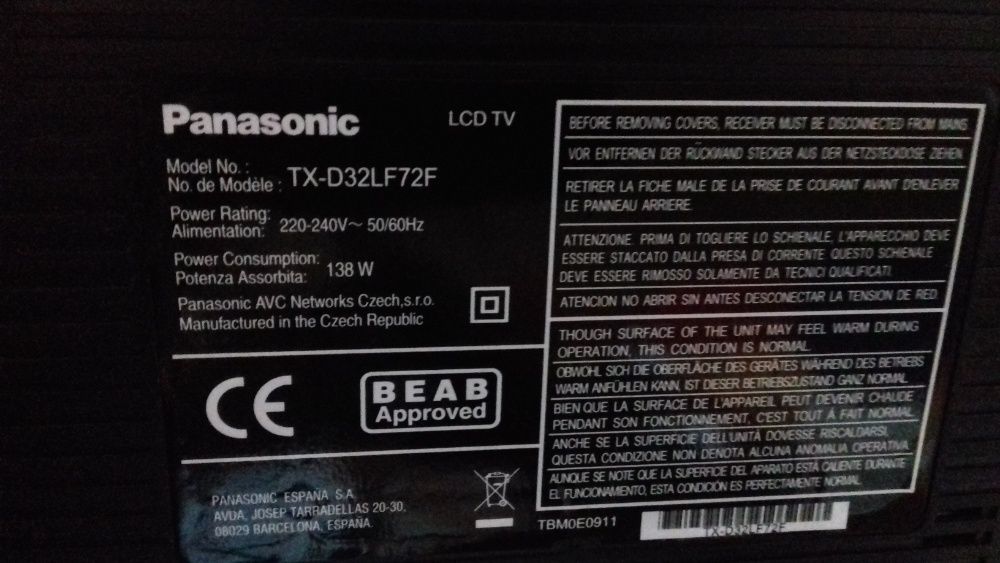 Panasonic
LCD TV
Model No. :
No. de Modèle : TX-D32LF72F
Power Rating:
Alimentation: 220-240V~ 50/60Hz
Power Consumption:
Potenza Assorbita: 138 W
Panasonic AVC Networks Czech,s.r.o.
Manufactured in the Czech Republic
CE
BEAB
Approved
PANASONIC ESPAÑA S.A.
AVDA. JOSEP TARRADELLAS 20-30.
08029 BARCELONA, ESPAÑA.
BEFORE REMOVING COVERS, RECEIVER MUST BE DISCONNECTED FROM MAINS
VOR ENTFERNEN DER RÜCKWAND STECKER AUS DER NETZSTECKDOSE ZIEHEN
RETIRER LA FICHE MALE DE LA PRISE DE COURANT AVANT D'ENLEVER
LE PANNEAU ARRIERE.
ATTENZIONE. PRIMA DI TOGLIERE LO SCHIENALE, L'APPARECCHIO DEVE
ESSERE STACCATO DALLA PRESA DI CORRENTE QUESTO SCHIENALE
DEVE ESSERE RIMOSSO SOLAMENTE DA TECNICI QUALIFICATI.
ATENCION NO ABRIR SIN ANTES DESCONECTAR LA TENSION DE RED
THOUGH SURFACE OF THE UNIT MAY FEEL WARM DURING
OPERATION, THIS CONDITION IS NORMAL.
OBWOHL SICH DIE OBERFLÄCHE DES GERÄTES WÄHREND DES BETRIEBS
WARM ANFÜHLEN KANN, IST DIESER BETRIEBSZUSTAND GANZ NORMAL.
BIEN QUE LA SURFACE DE L'APPAREIL PEUT DEVENIR CHAUDE
PENDANT SON FONCTIONNEMENT, C'EST TOUT À FAIT NORMAL.
ANCHE SE LA SUPERFICIE DELL'UNITÀ DOVESSE RISCALDARSI,
QUESTA CONDIZIONE NON DENOTA ALCUNA ANOMALIA OPERATIVA.
AUNQUE SE NOTE QUE LA SUPERFICE DEL APARATO ESTÁ CALIENTE DURANTE
EL FUNCIONAMIENTO, ESTA CONDICIÓN ES PERFECTAMENTE NORMAL.
TBM0E0911
TX-D32LF72F